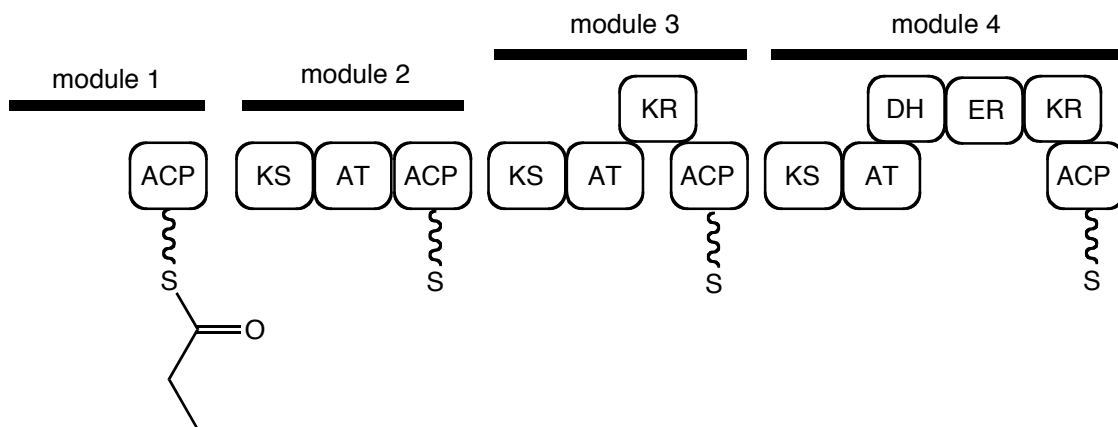 module 1
module 2
module 3
module 4
KR
DH ER KR
ACP
KS AT ACP
KS AT ACP
KS AT ACP
S
S
S
S
O